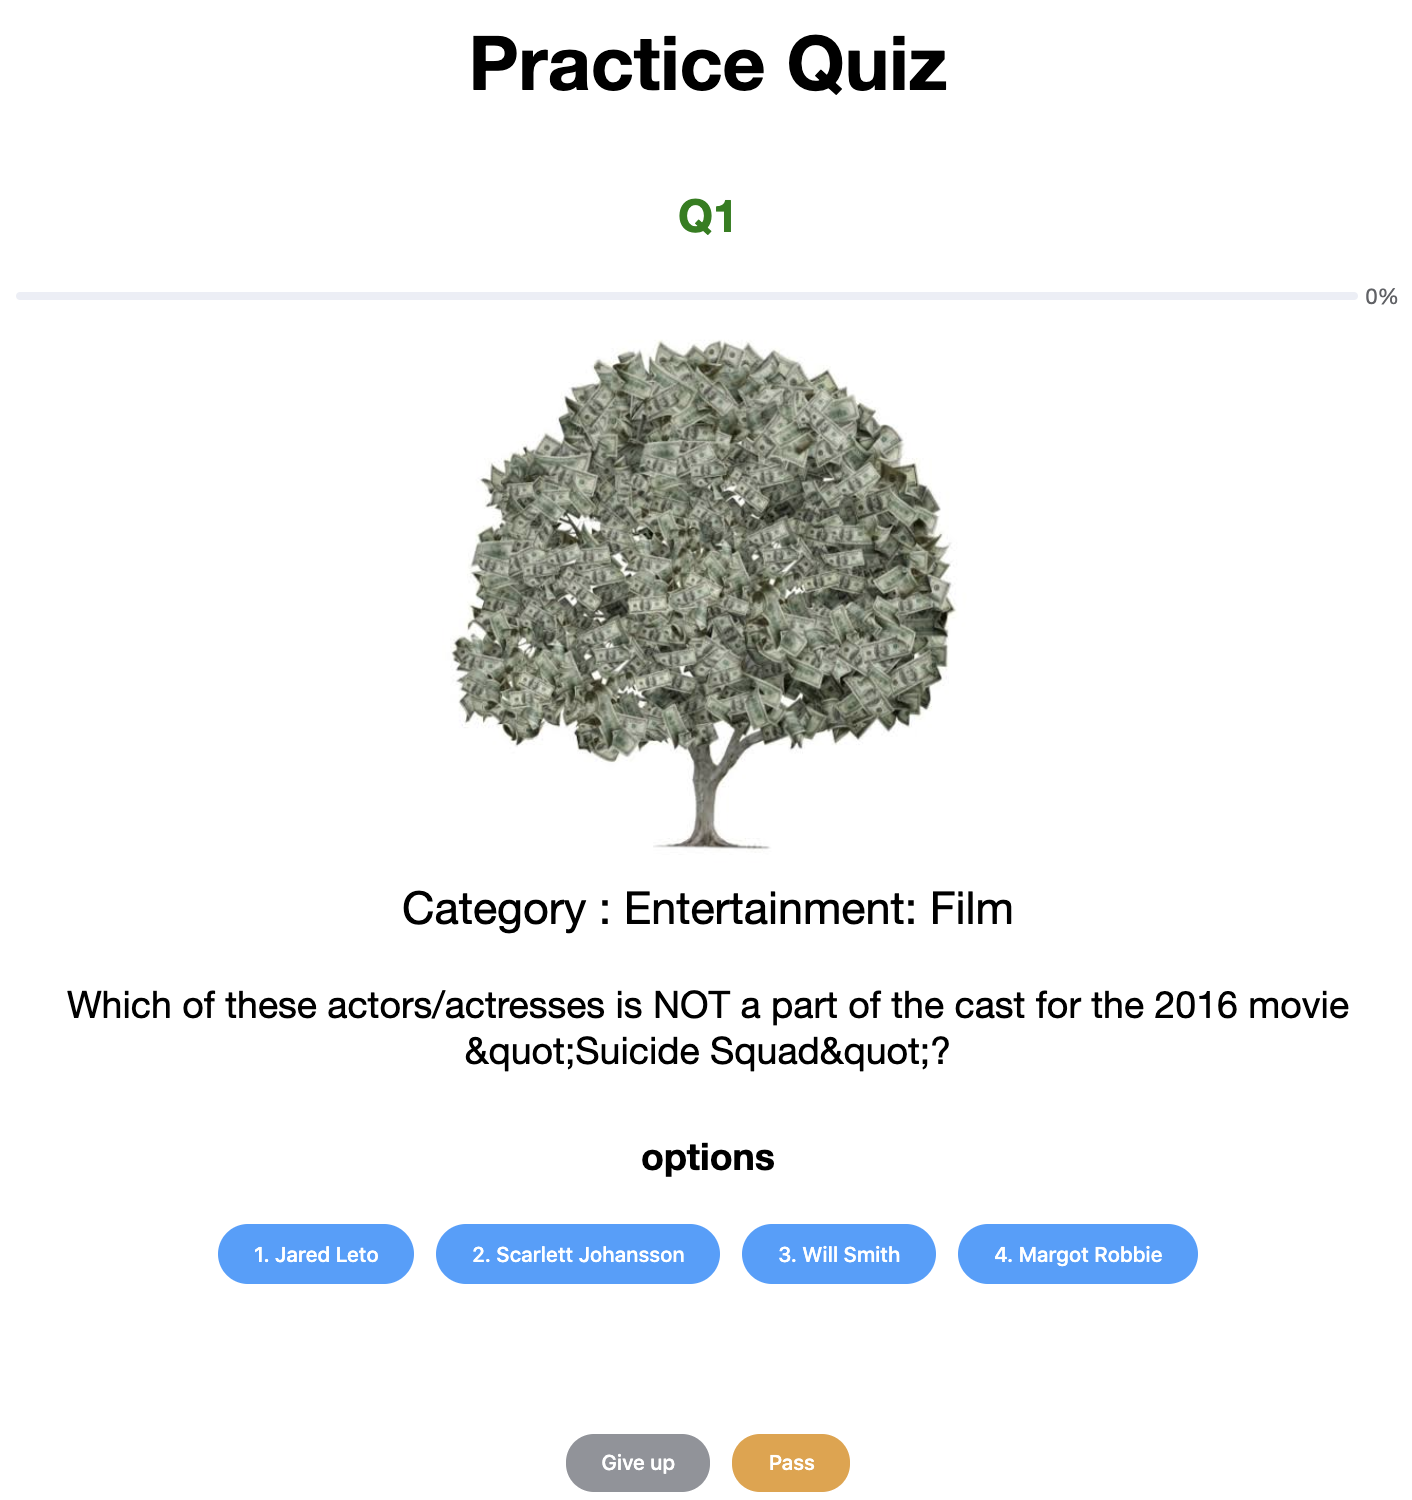 Practice Quiz
Q1
0%
Category : Entertainment: Film
Which of these actors/actresses is NOT a part of the cast for the 2016 movie
&quot;Suicide Squad&quot;?
options
1. Jared Leto
2. Scarlett Johansson
3. Will Smith
4. Margot Robbie
Give up
Pass